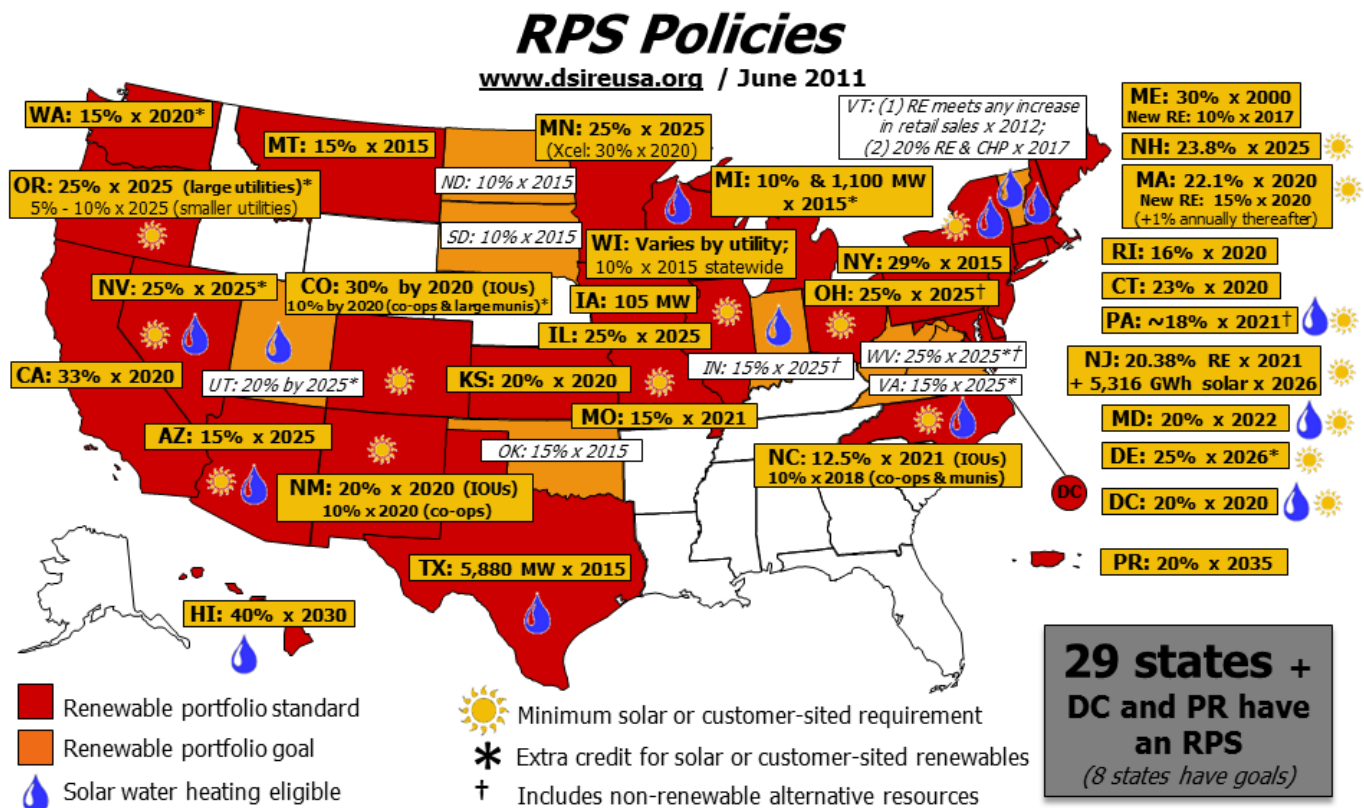 RPS Policies
www.dsireusa.org / June 2011
WA: 15% x 2020*
MT: 15% x 2015
MN: 25% x 2025
(Xcel: 30% x 2020)
VT: (1) RE meets any increase
in retail sales x 2012;
(2) 20% RE & CHP x 2017
ME: 30% x 2000
New RE: 10% x 2017
NH: 23.8% x 2025
OR: 25% x 2025 (large utilities)*
5% - 10% x 2025 (smaller utilities)
ND: 10% x 2015
MI: 10% & 1,100 MW
x 2015*
MA: 22.1% x 2020
New RE: 15% x 2020
(+1% annually thereafter)
SD: 10% x 2015
WI: Varies by utility;
10% x 2015 statewide
NY: 29% x 2015
RI: 16% x 2020
NV: 25% x 2025*
CO: 30% by 2020 (IOUs)
10% by 2020 (co-ops & large munis)*
IA: 105 MW
OH: 25% x 2025†
CT: 23% x 2020
IL: 25% x 2025
PA: ~18% x 2021†
CA: 33% x 2020
UT: 20% by 2025*
KS: 20% x 2020
IN: 15% x 2025†
WV: 25% x 2025*†
VA: 15% x 2025*
NJ: 20.38% RE x 2021
+ 5,316 GWh solar x 2026
MO: 15% x 2021
MD: 20% x 2022
AZ: 15% x 2025
OK: 15% x 2015
NC: 12.5% x 2021 (IOUs)
10% x 2018 (co-ops & munis)
DE: 25% x 2026*
NM: 20% x 2020 (IOUs)
10% x 2020 (co-ops)
DC
DC: 20% x 2020
TX: 5,880 MW x 2015
PR: 20% x 2035
HI: 40% x 2030
29 states +
DC and PR have
an RPS
(8 states have goals)
Renewable portfolio standard
Renewable portfolio goal
Solar water heating eligible
Minimum solar or customer-sited requirement
* Extra credit for solar or customer-sited renewables
† Includes non-renewable alternative resources